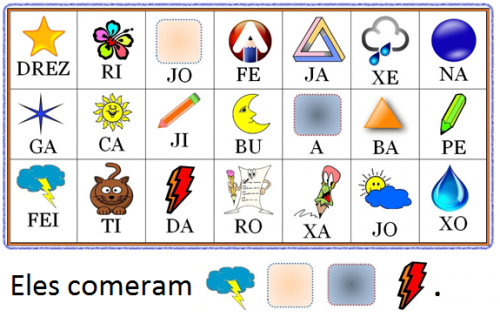 DREZ RI JO FE JA XE NA
GA CA JI BU A BA PE
FEI TI DA RO XA JO XO
Eles comeram .